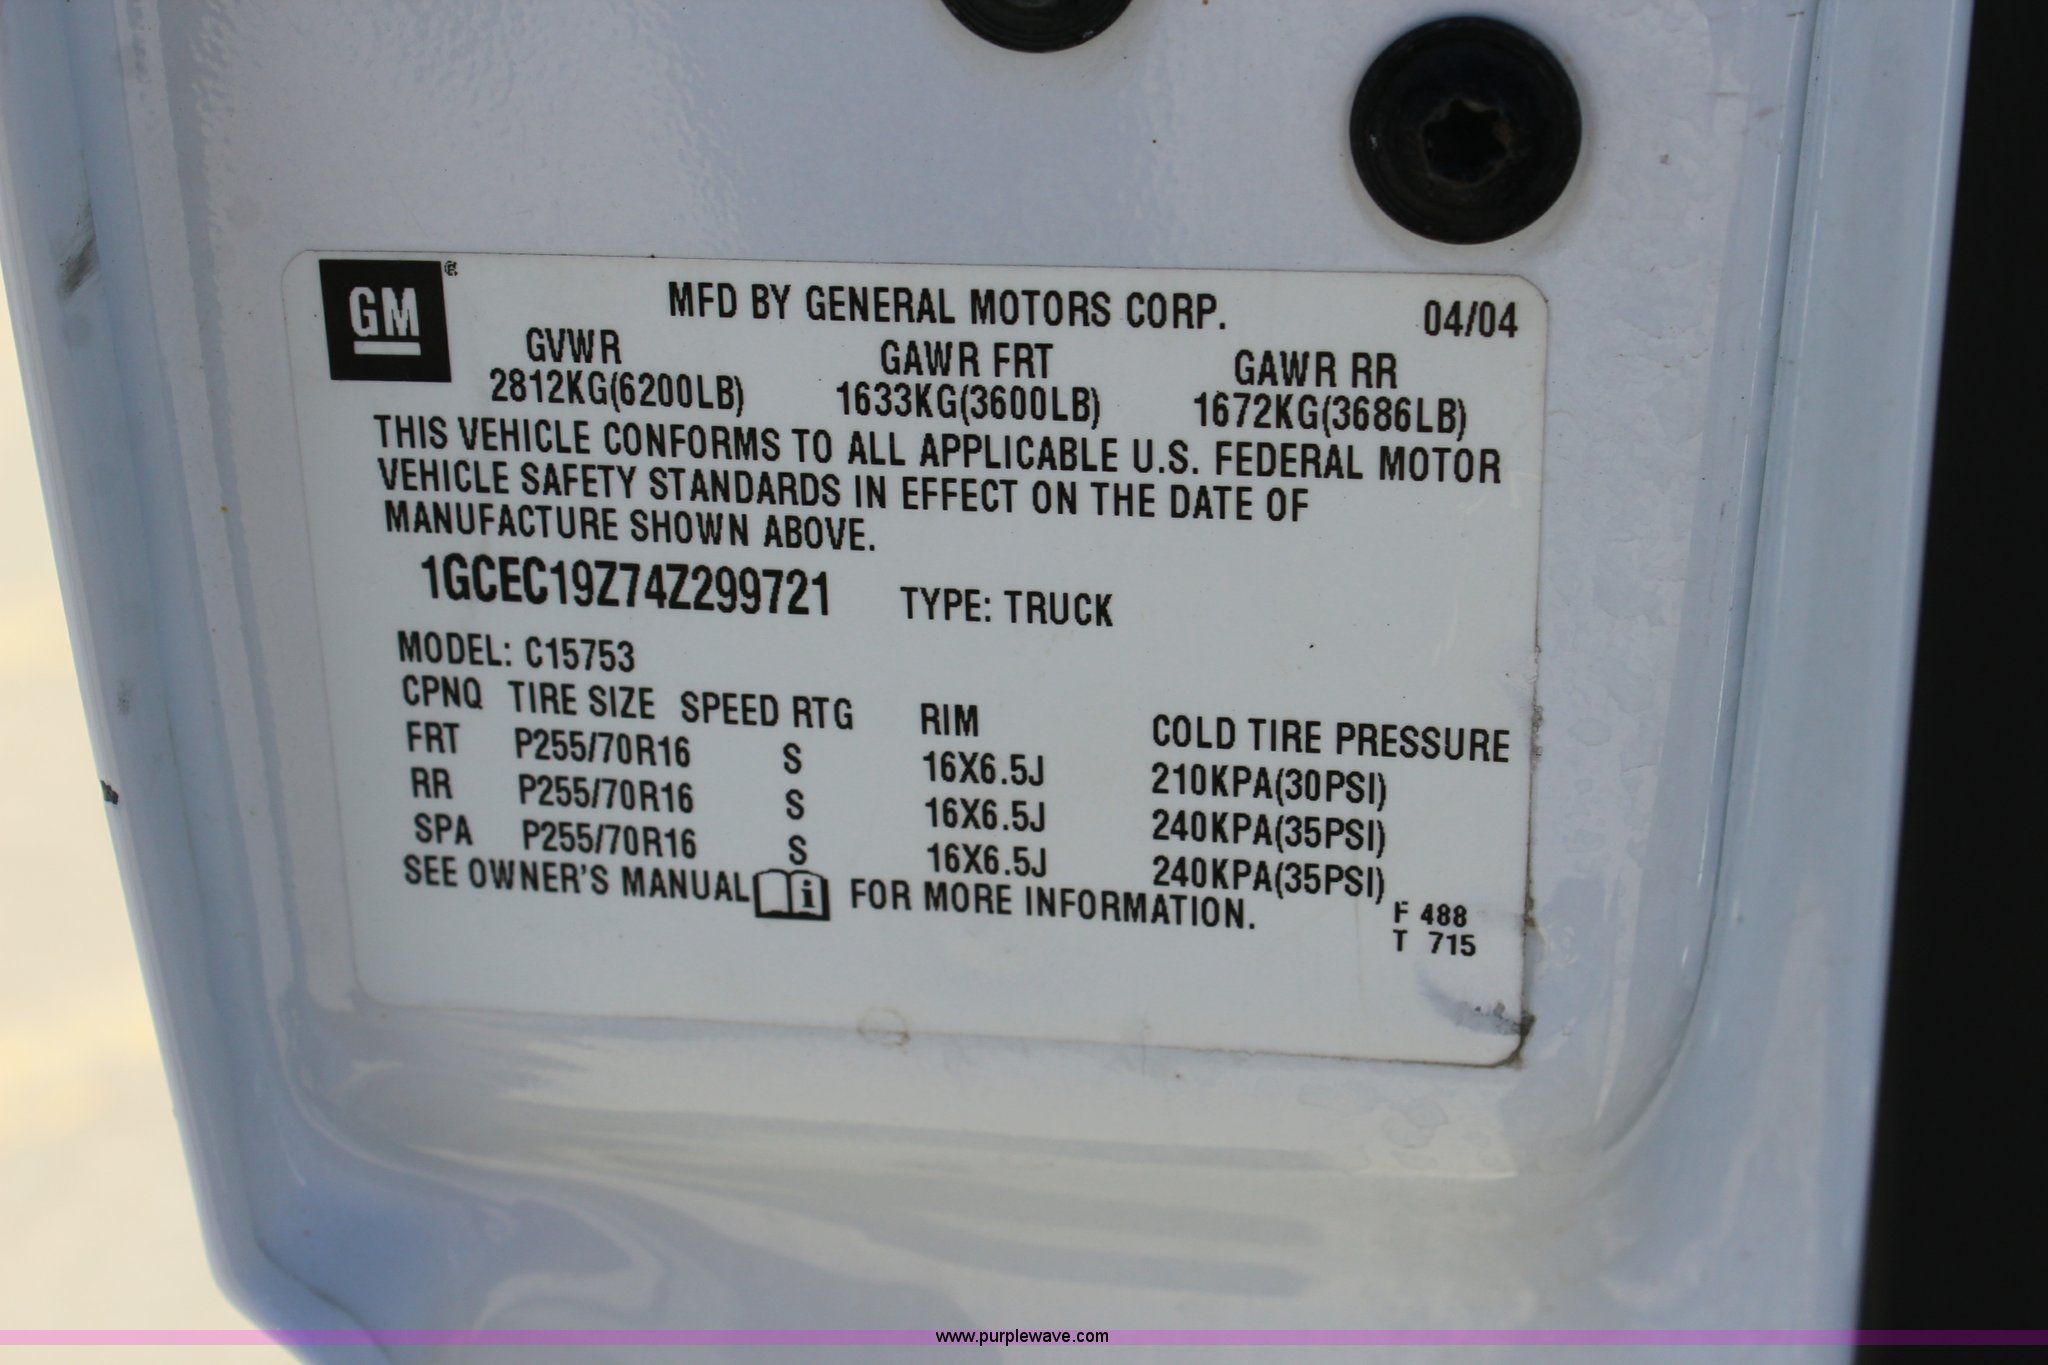 GM®
MFD BY GENERAL MOTORS CORP. 04/04
GVWR GAWR FRT GAWR RR
2812KG(6200LB) 1633KG(3600LB) 1672KG(3686LB)
THIS VEHICLE CONFORMS TO ALL APPLICABLE U.S. FEDERAL MOTOR
VEHICLE SAFETY STANDARDS IN EFFECT ON THE DATE OF
MANUFACTURE SHOWN ABOVE.
1GCEC19Z74Z299721 TYPE: TRUCK
MODEL: C15753
CPNQ TIRE SIZE SPEED RTG RIM COLD TIRE PRESSURE
FRT P255/70R16 S 16X6.5J 210KPA(30PSI)
RR P255/70R16 S 16X6.5J 240KPA(35PSI)
SPA P255/70R16 S 16X6.5J 240KPA(35PSI)
SEE OWNER'S MANUAL i FOR MORE INFORMATION.
F 488
T 715
www.purplewave.com